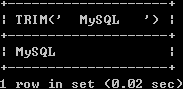 +--------------------+
| TRIM('  MySQL   ') |
+--------------------+
| MySQL              |
+--------------------+
1 row in set (0.02 sec)